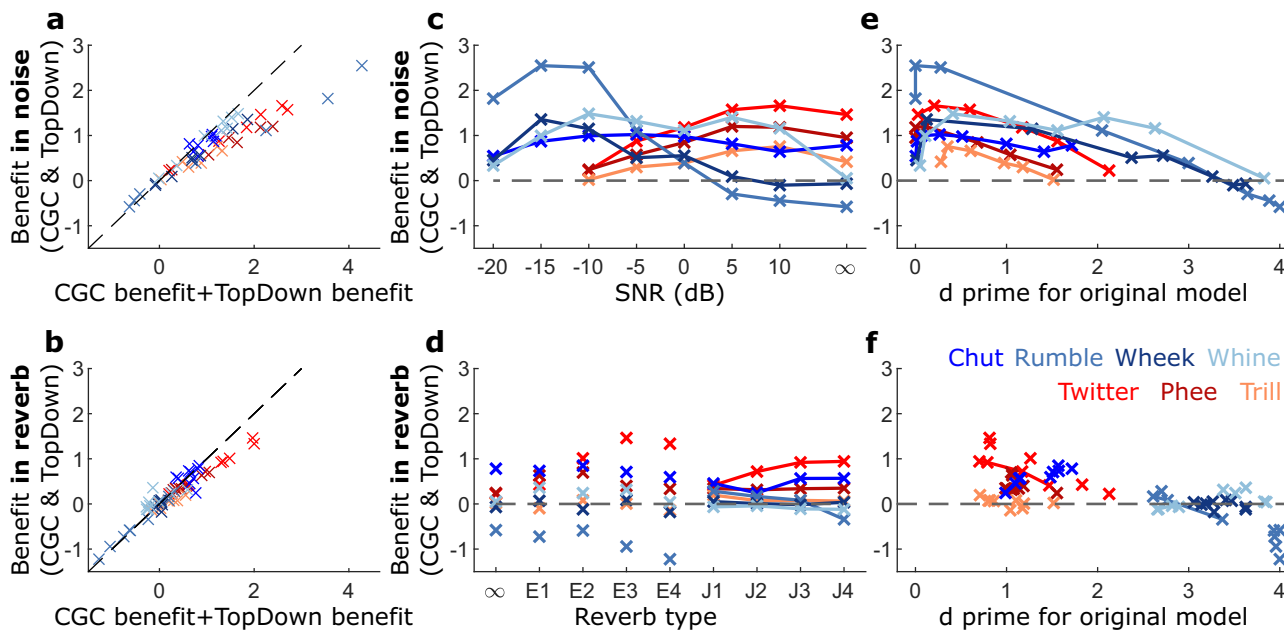 a
Benefit in noise
(CGC & TopDown)
3
2
1
0
-1
0 2 4
CGC benefit+TopDown benefit
c
Benefit in noise
(CGC & TopDown)
3
2
1
0
-1
-20 -15 -10 -5 0 5 10 ∞
SNR (dB)
e
3
2
1
0
-1
0 1 2 3 4
d prime for original model
b
Benefit in reverb
(CGC & TopDown)
3
2
1
0
-1
0 2 4
CGC benefit+TopDown benefit
d
Benefit in reverb
(CGC & TopDown)
3
2
1
0
-1
∞ E1 E2 E3 E4 J1 J2 J3 J4
Reverb type
f
Chut Rumble Wheek Whine
Twitter Phee Trill
3
2
1
0
-1
0 1 2 3 4
d prime for original model